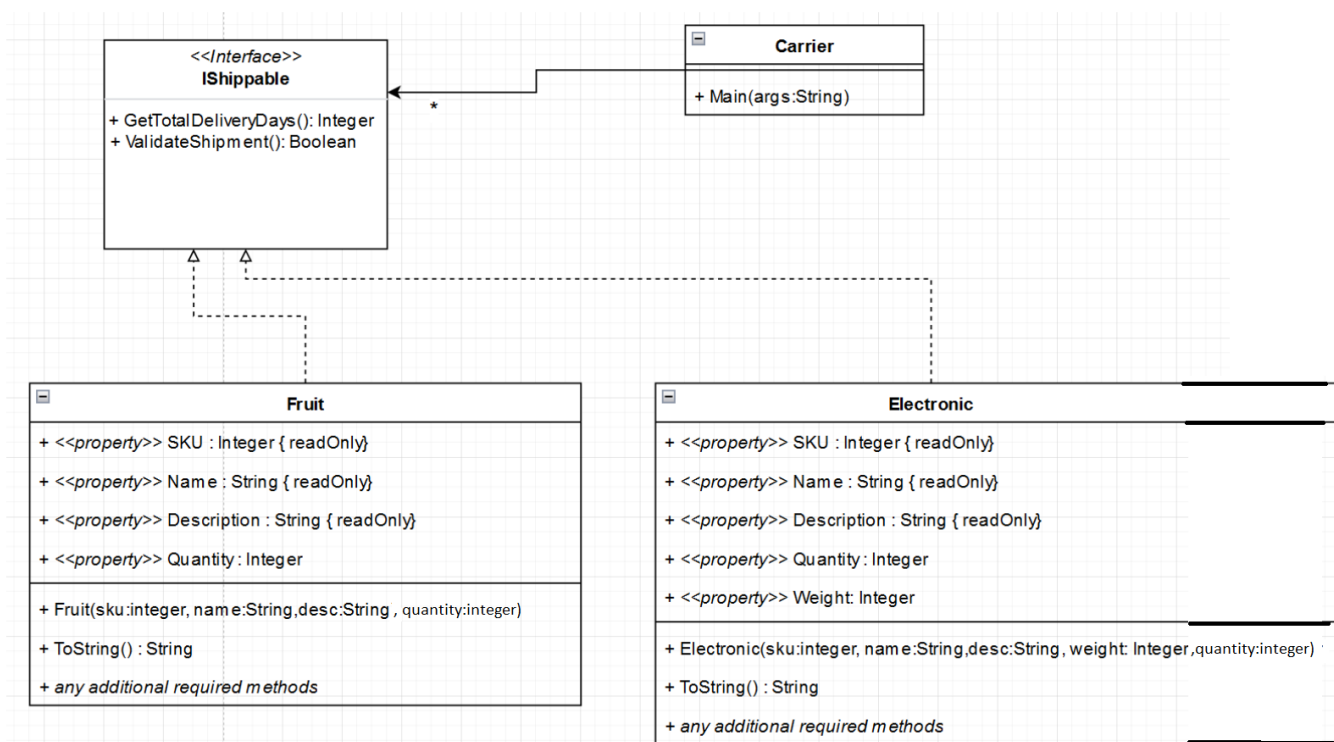 <<Interface>>
IShippable
+ GetTotalDeliveryDays(): Integer
+ ValidateShipment(): Boolean
*
Carrier
+ Main(args:String)
Fruit
+ <<property>> SKU : Integer { readOnly}
+ <<property>> Name : String { readOnly}
+ <<property>> Description : String { readOnly}
+ <<property>> Quantity : Integer
+ Fruit(sku:integer, name:String,desc:String , quantity:integer)
+ ToString() : String
+ any additional required methods
Electronic
+ <<property>> SKU : Integer { readOnly}
+ <<property>> Name : String { readOnly}
+ <<property>> Description : String { readOnly}
+ <<property>> Quantity : Integer
+ <<property>> Weight: Integer
+ Electronic(sku:integer, name:String,desc:String, weight: Integer ,quantity:integer)
+ ToString() : String
+ any additional required methods